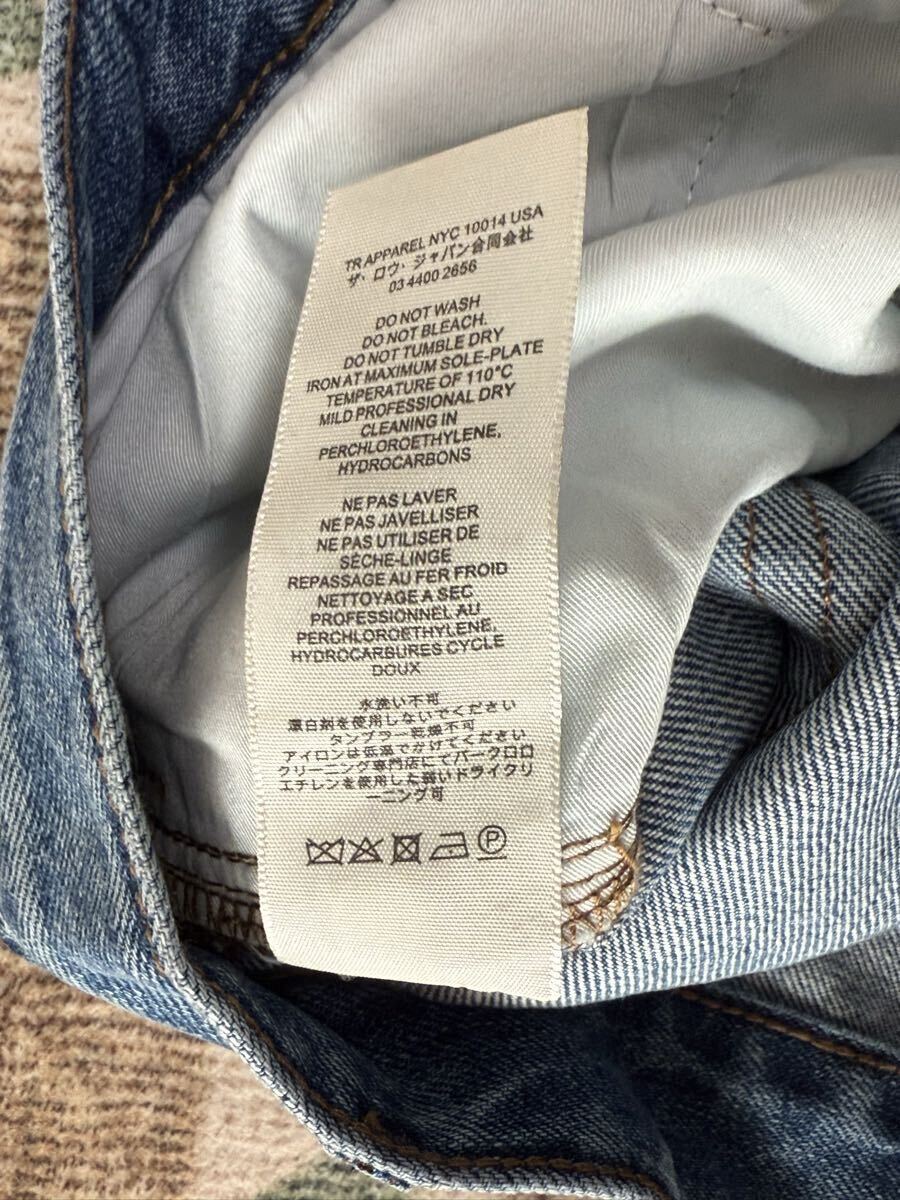 TR APPAREL NYC 10014 USA
ザ・ロウ・ジャパン合同会社
03 4400 2656
DO NOT WASH
DO NOT BLEACH.
DO NOT TUMBLE DRY
IRON AT MAXIMUM SOLE-PLATE
TEMPERATURE OF 110°C
MILD PROFESSIONAL DRY
CLEANING IN
PERCHLOROETHYLENE,
HYDROCARBONS
NE PAS LAVER
NE PAS JAVELLISER
NE PAS UTILISER DE
SÈCHE-LINGE
REPASSAGE AU FER FROID
NETTOYAGE A SEC
PROFESSIONNEL AU
PERCHLOROETHYLENE,
HYDROCARBURES CYCLE
DOUX
水洗い不可
漂白剤を使用しないでください
タンブラー乾燥不可
アイロンは低温でかけてください
クリーニング専門店にてパークロロ
エチレンを使用した弱いドライクリ
ーニング可
P